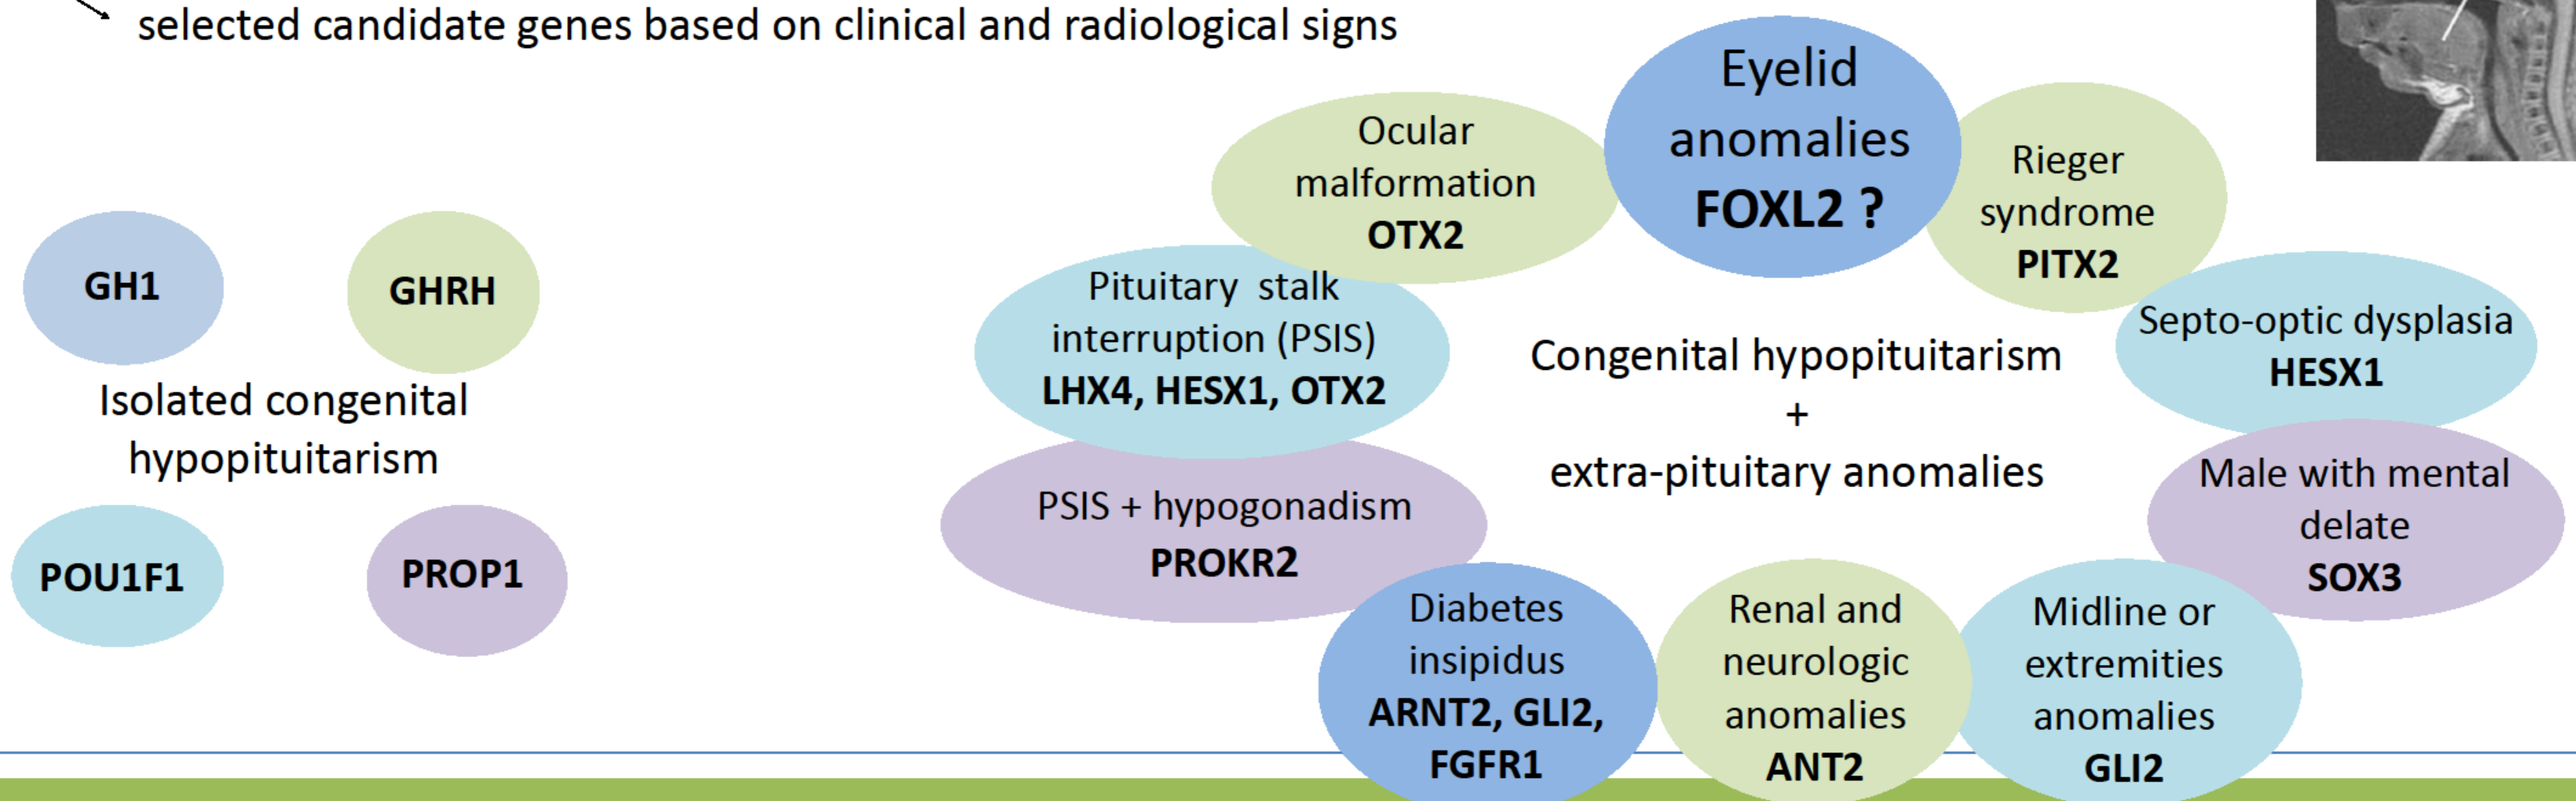 selected candidate genes based on clinical and radiological signs
GH1
GHRH
Isolated congenital
hypopituitarism
POU1F1
PROP1
Eyelid
anomalies
FOXL2 ?
Ocular
malformation
OTX2
Rieger
syndrome
PITX2
Pituitary stalk
interruption (PSIS)
LHX4, HESX1, OTX2
Septo-optic dysplasia
HESX1
Congenital hypopituitarism
+
extra-pituitary anomalies
PSIS + hypogonadism
PROKR2
Male with mental
delate
SOX3
Diabetes
insipidus
ARNT2, GLI2,
FGFR1
Renal and
neurologic
anomalies
ANT2
Midline or
extremities
anomalies
GLI2